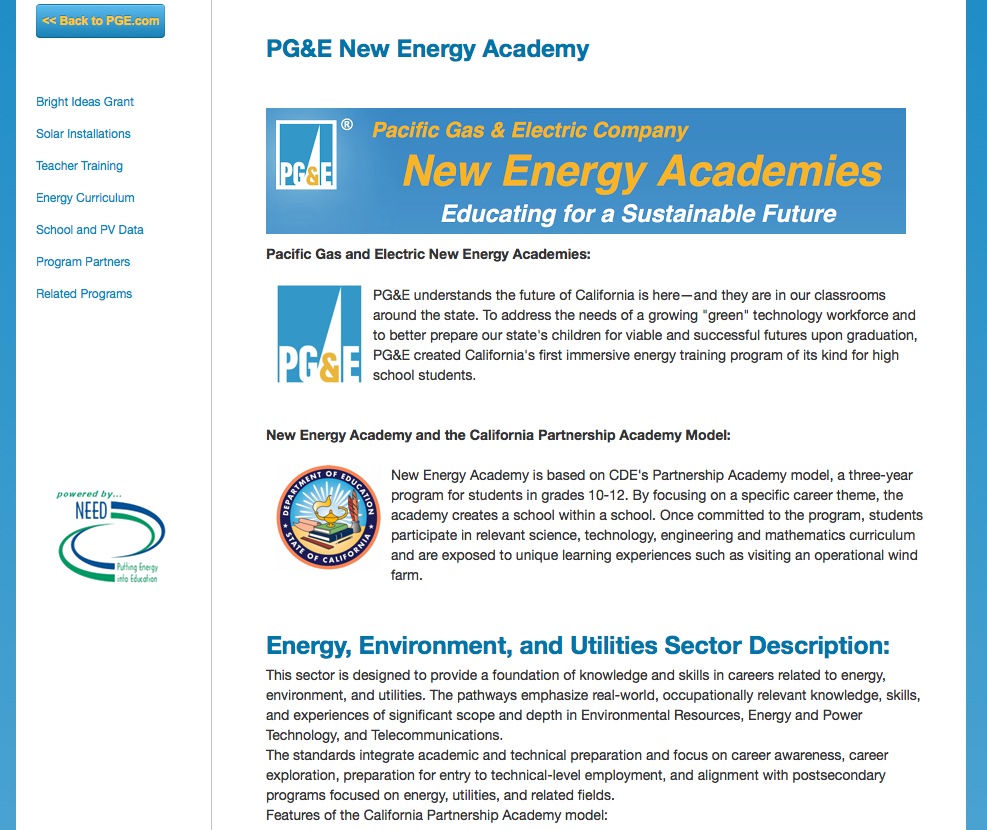 << Back to PGE.com
Bright Ideas Grant
Solar Installations
Teacher Training
Energy Curriculum
School and PV Data
Program Partners
Related Programs
powered by...
NEED
Putting Energy
into Education
PG&E New Energy Academy
PG&E ®
Pacific Gas & Electric Company
New Energy Academies
Educating for a Sustainable Future
Pacific Gas and Electric New Energy Academies:
PG&E
PG&E understands the future of California is here—and they are in our classrooms
around the state. To address the needs of a growing "green" technology workforce and
to better prepare our state's children for viable and successful futures upon graduation,
PG&E created California's first immersive energy training program of its kind for high
school students.
New Energy Academy and the California Partnership Academy Model:
DEPARTMENT OF EDUCATION
STATE OF CALIFORNIA
New Energy Academy is based on CDE's Partnership Academy model, a three-year
program for students in grades 10-12. By focusing on a specific career theme, the
academy creates a school within a school. Once committed to the program, students
participate in relevant science, technology, engineering and mathematics curriculum
and are exposed to unique learning experiences such as visiting an operational wind
farm.
Energy, Environment, and Utilities Sector Description:
This sector is designed to provide a foundation of knowledge and skills in careers related to energy,
environment, and utilities. The pathways emphasize real-world, occupationally relevant knowledge, skills,
and experiences of significant scope and depth in Environmental Resources, Energy and Power
Technology, and Telecommunications.
The standards integrate academic and technical preparation and focus on career awareness, career
exploration, preparation for entry to technical-level employment, and alignment with postsecondary
programs focused on energy, utilities, and related fields.
Features of the California Partnership Academy model: